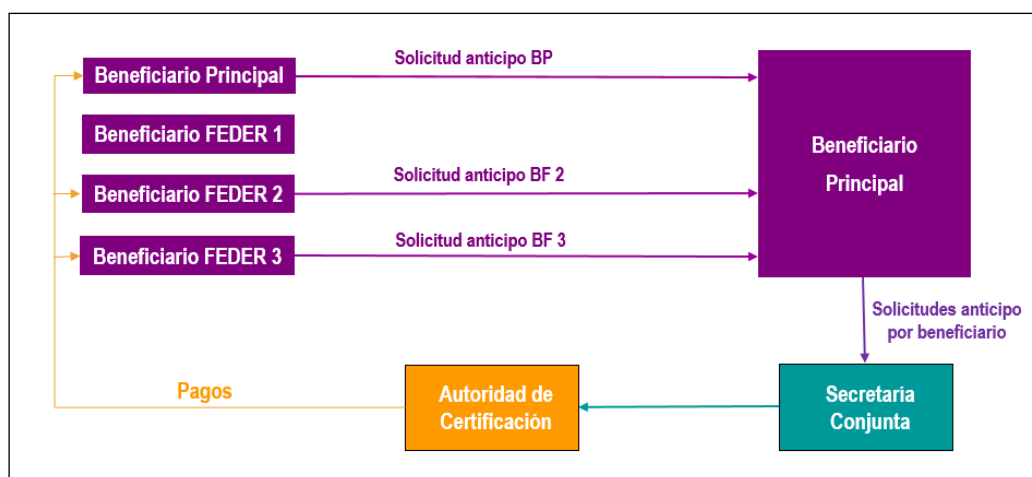 Solicitud anticipo BP
Beneficiario Principal
Beneficiario FEDER 1
Beneficiario
Principal
Solicitud anticipo BF 2
Beneficiario FEDER 2
Solicitud anticipo BF 3
Beneficiario FEDER 3
Solicitudes anticipo
por beneficiario
Pagos
Autoridad de
Certificación
Secretaría
Conjunta